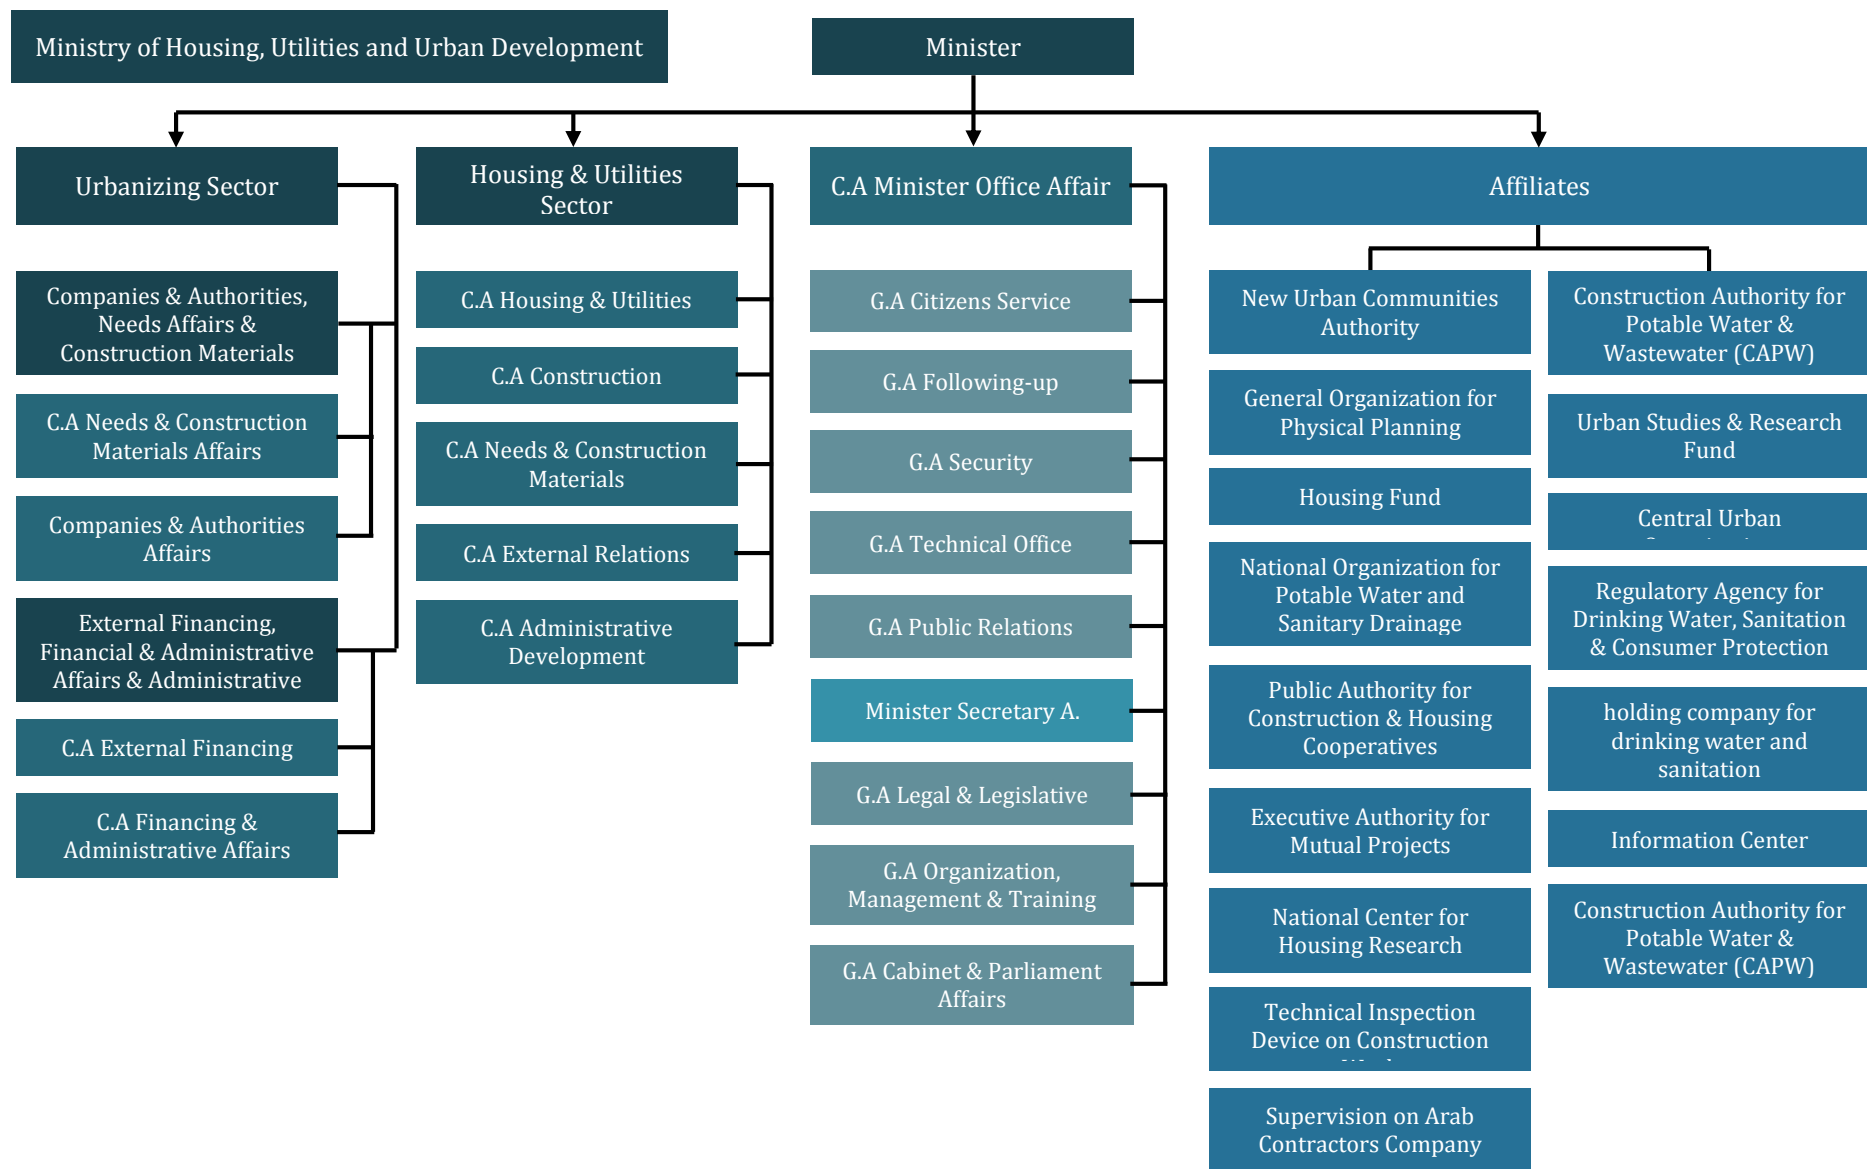 Ministry of Housing, Utilities and Urban Development
Minister
Urbanizing Sector
Companies & Authorities,
Needs Affairs &
Construction Materials
C.A Needs & Construction
Materials Affairs
Companies & Authorities
Affairs
External Financing,
Financial & Administrative
Affairs & Administrative
C.A External Financing
C.A Financing &
Administrative Affairs
Housing & Utilities
Sector
C.A Housing & Utilities
C.A Construction
C.A Needs & Construction
Materials
C.A External Relations
C.A Administrative
Development
C.A Minister Office Affair
G.A Citizens Service
G.A Following-up
G.A Security
G.A Technical Office
G.A Public Relations
Minister Secretary A.
G.A Legal & Legislative
G.A Organization,
Management & Training
G.A Cabinet & Parliament
Affairs
Affiliates
New Urban Communities
Authority
General Organization for
Physical Planning
Housing Fund
National Organization for
Potable Water and
Sanitary Drainage
Public Authority for
Construction & Housing
Cooperatives
Executive Authority for
Mutual Projects
National Center for
Housing Research
Technical Inspection
Device on Construction
Supervision on Arab
Contractors Company
Construction Authority for
Potable Water &
Wastewater (CAPW)
Urban Studies & Research
Fund
Central Urban
Regulatory Agency for
Drinking Water, Sanitation
& Consumer Protection
holding company for
drinking water and
sanitation
Information Center
Construction Authority for
Potable Water &
Wastewater (CAPW)